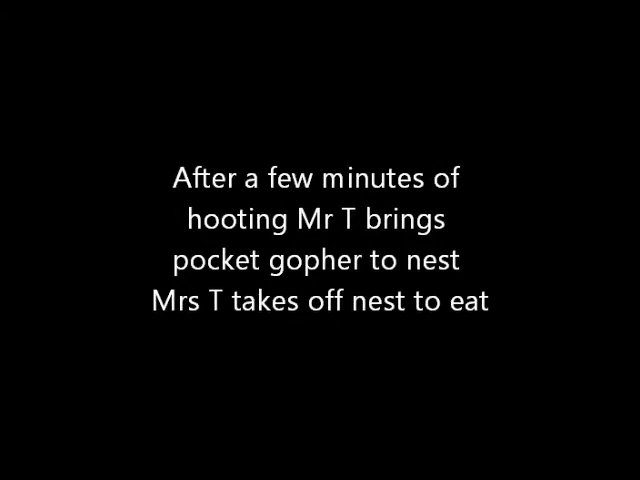 After a few minutes of
hooting Mr T brings
pocket gopher to nest
Mrs T takes off nest to eat